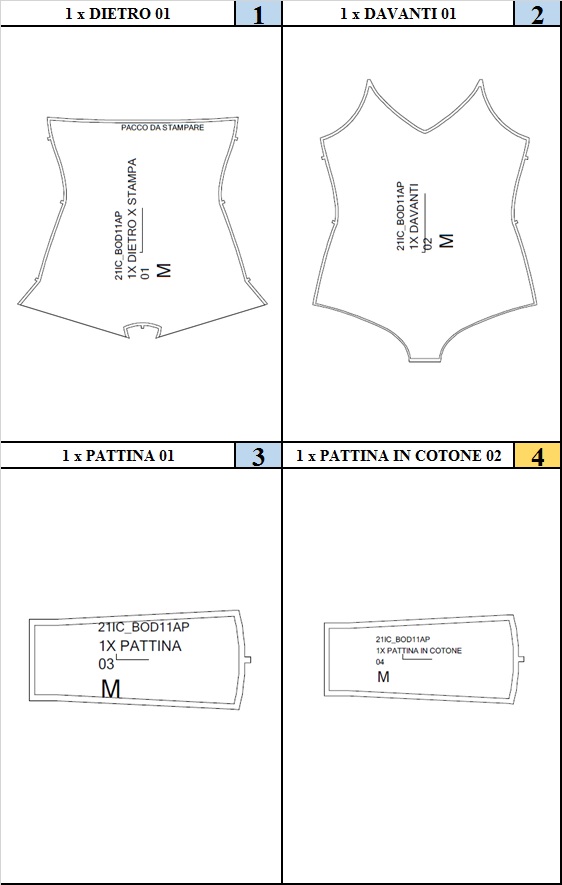 1 x DIETRO 01
1
1 x DAVANTI 01
2
PACCO DA STAMPARE
21IC_BOD11AP
1X DIETRO X STAMPA
01
M
21IC_BOD11AP
1X DAVANTI
02
M
1 x PATTINA 01
3
1 x PATTINA IN COTONE 02
4
21IC_BOD11AP
1X PATTINA
03
M
21IC_BOD11AP
1X PATTINA IN COTONE
04
M